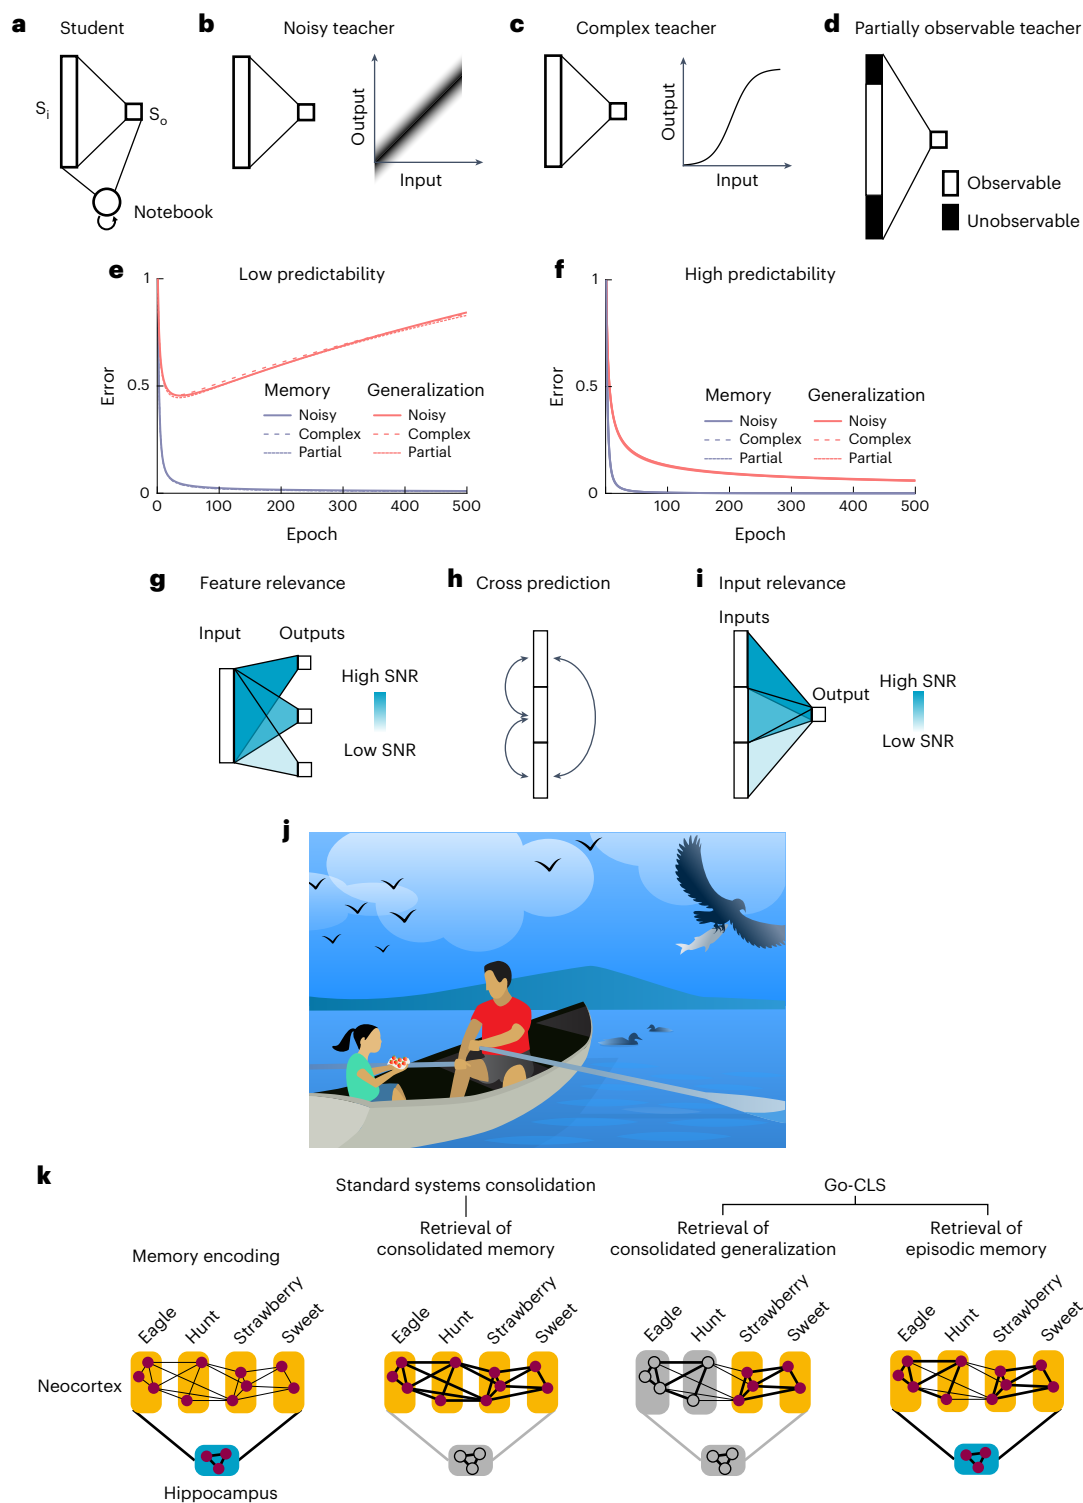 a Student
S_i
S_o
Notebook
b Noisy teacher
Output
Input
c Complex teacher
Output
Input
d Partially observable teacher
Observable
Unobservable
e Low predictability
1
0.5
0
Error
Memory Generalization
Noisy Noisy
Complex Complex
Partial Partial
0 100 200 300 400 500
Epoch
f High predictability
1
0.5
0
Error
Memory Generalization
Noisy Noisy
Complex Complex
Partial Partial
100 200 300 400 500
Epoch
g Feature relevance
Input Outputs
High SNR
Low SNR
h Cross prediction
i Input relevance
Inputs
Output
High SNR
Low SNR
j
k
Standard systems consolidation
Go-CLS
Memory encoding
Retrieval of
consolidated memory
Retrieval of
consolidated generalization
Retrieval of
episodic memory
Eagle Hunt Strawberry Sweet
Eagle Hunt Strawberry Sweet
Eagle Hunt Strawberry Sweet
Eagle Hunt Strawberry Sweet
Neocortex
Hippocampus